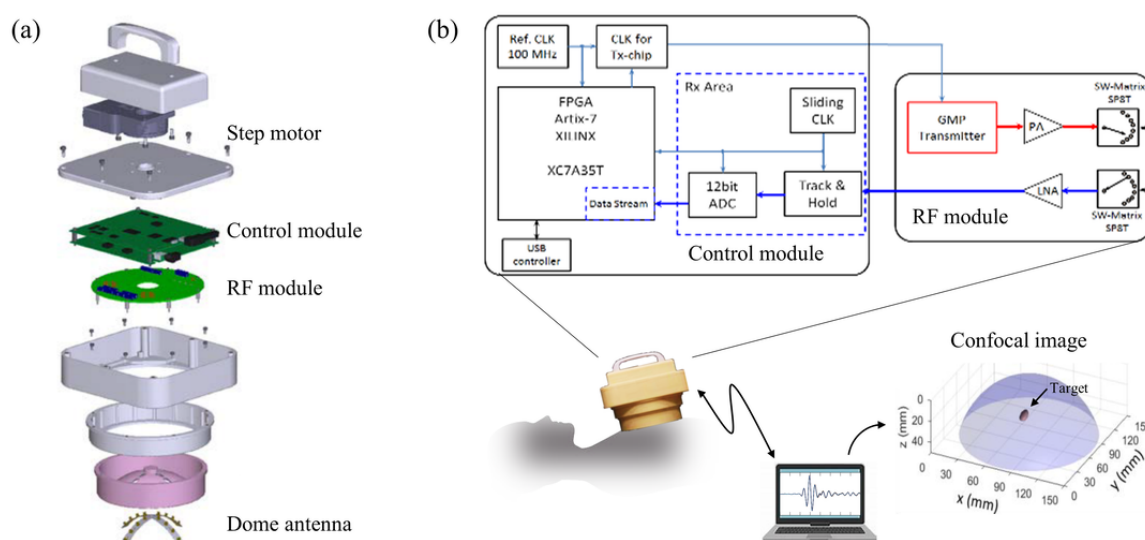 (a)
Step motor
Control module
RF module
Dome antenna
(b)
Ref. CLK
100 MHz
CLK for
Tx-chip
FPGA
Artix-7
XILINX
XC7A35T
Data Stream
USB
controller
Rx Area
Sliding
CLK
12bit
ADC
Track &
Hold
Control module
GMP
Transmitter
PA
SW-Matrix
SP8T
LNA
SW-Matrix
SP8T
RF module
Confocal image
Target
z (mm)
0
20
40
0
30
60
90
120
150
x (mm)
0
30
60
90
120
15
y (mm)